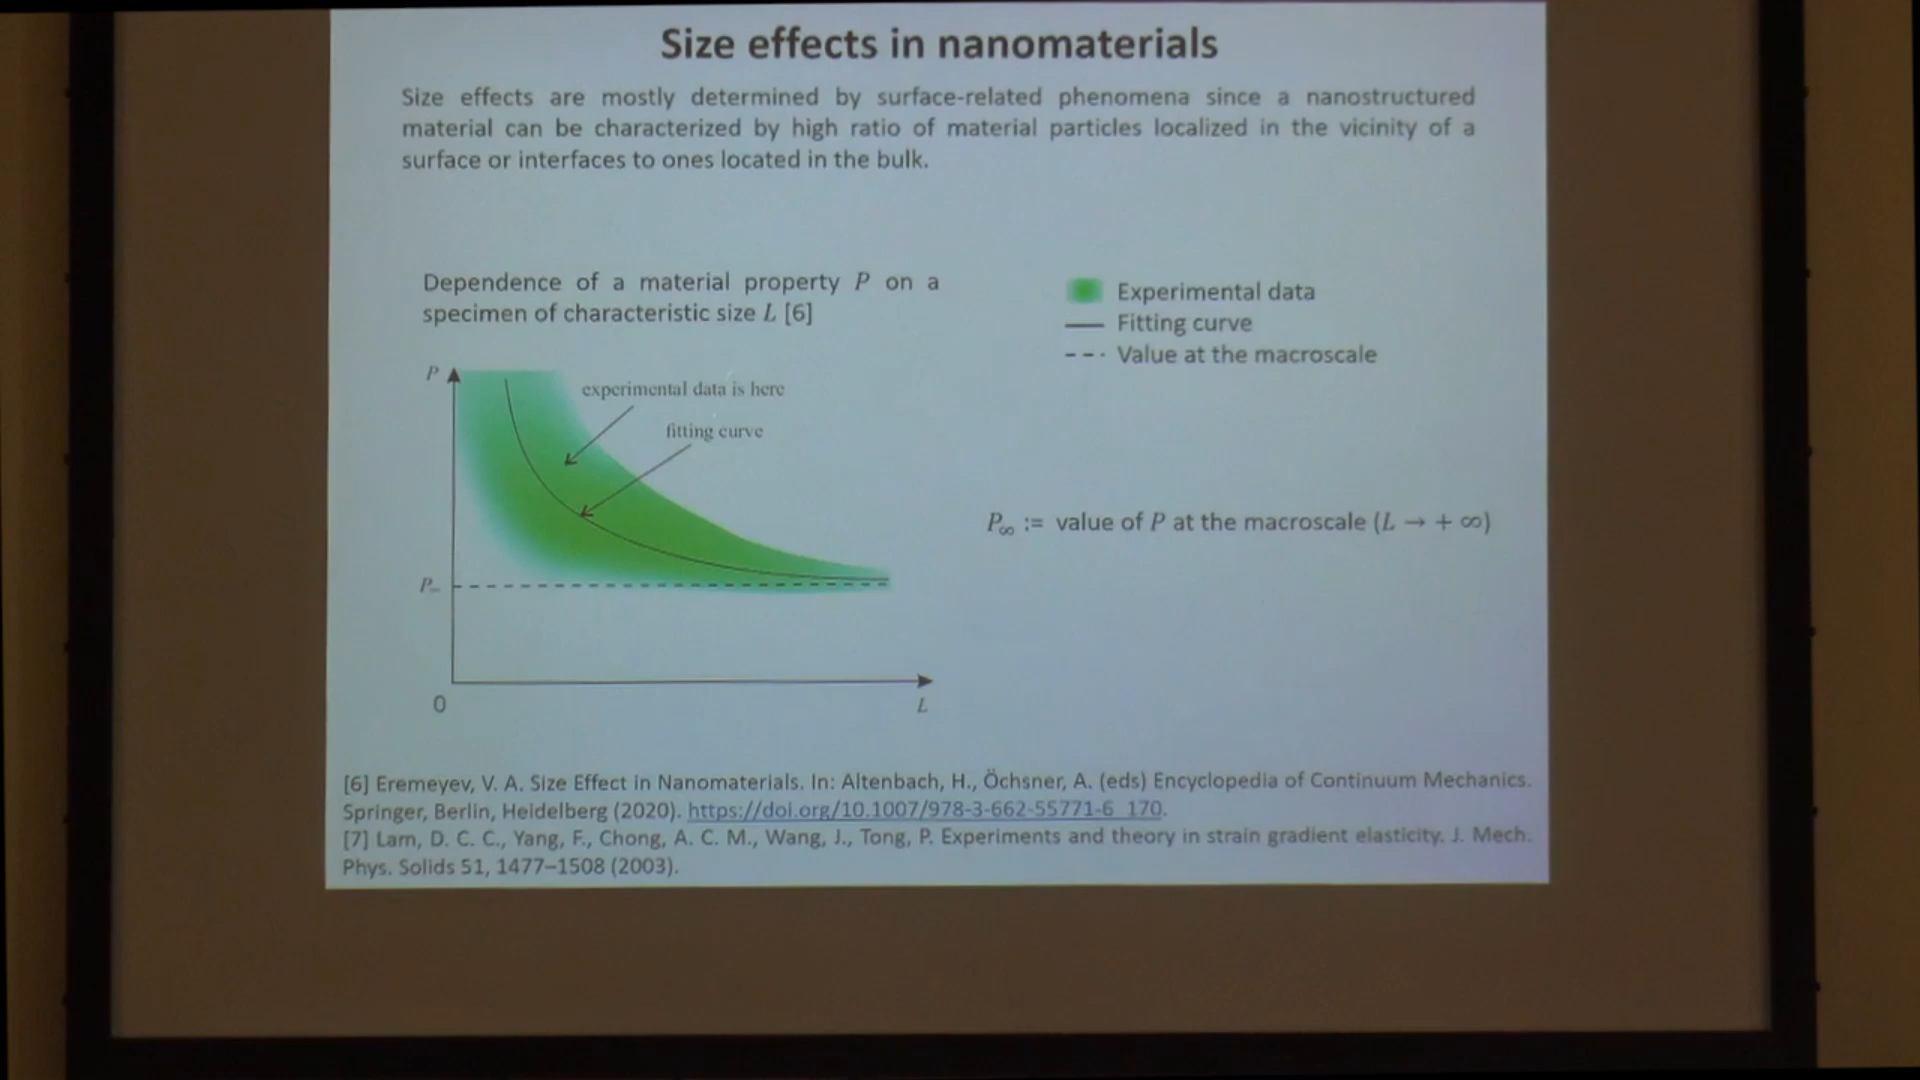 Size effects in nanomaterials
Size effects are mostly determined by surface-related phenomena since a nanostructured
material can be characterized by high ratio of material particles localized in the vicinity of a
surface or interfaces to ones located in the bulk.
Dependence of a material property P on a
specimen of characteristic size L [6]
Experimental data
Fitting curve
Value at the macroscale
P
experimental data is here
fitting curve
P∞ := value of P at the macroscale (L → + ∞)
P∞
0
L
[6] Eremeyev, V. A. Size Effect in Nanomaterials. In: Altenbach, H., Öchsner, A. (eds) Encyclopedia of Continuum Mechanics.
Springer, Berlin, Heidelberg (2020). https://doi.org/10.1007/978-3-662-55771-6_170.
[7] Lam, D. C. C., Yang, F., Chong, A. C. M., Wang, J., Tong, P. Experiments and theory in strain gradient elasticity. J. Mech.
Phys. Solids 51, 1477–1508 (2003).